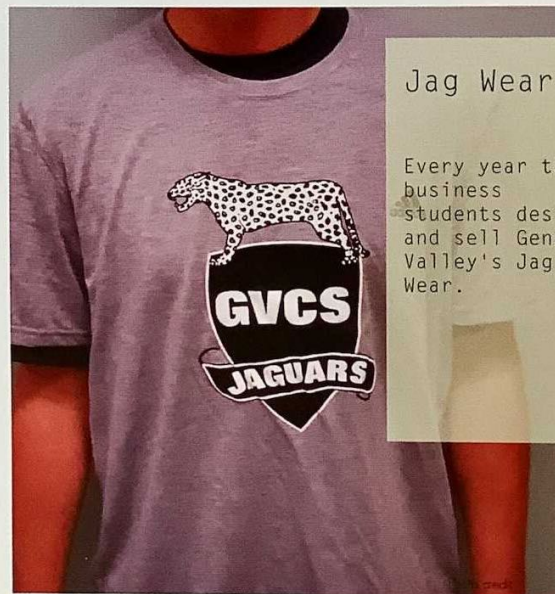 GVCS
JAGUARS
Jag Wear
Every year t
business
students des
and sell Gen
Valley's Jag
Wear.